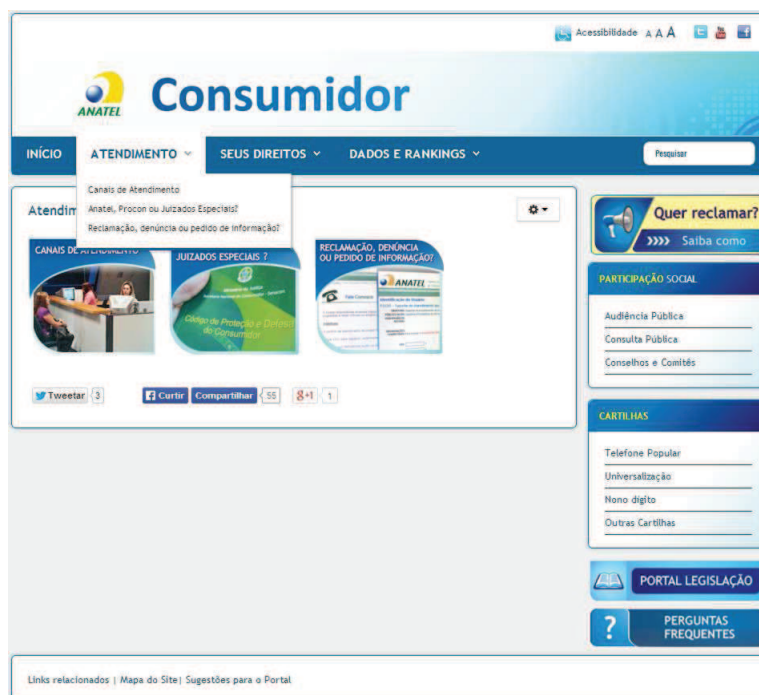 Acessibilidade A A A
ANATEL
Consumidor
INÍCIO ATENDIMENTO SEUS DIREITOS DADOS E RANKINGS Pesquisar
Canais de Atendimento
Anatel, Procon ou Juizados Especiais?
Reclamação, denúncia ou pedido de informação?
Atendim
CANAIS DE ATENDIMENTO
JUIZADOS ESPECIAIS ?
Código de Proteção e Defesa
do Consumidor
RECLAMAÇÃO, DENÚNCIA
OU PEDIDO DE INFORMAÇÃO?
Fale Conosco
ANATEL
Tweetar 3 Curtir Compartilhar 55 g+1 1
Quer reclamar?
Saiba como
PARTICIPAÇÃO SOCIAL
Audiência Pública
Consulta Pública
Conselhos e Comitês
CARTILHAS
Telefone Popular
Universalização
Nono dígito
Outras Cartilhas
PORTAL LEGISLAÇÃO
? PERGUNTAS
FREQUENTES
Links relacionados | Mapa do Site| Sugestões para o Portal